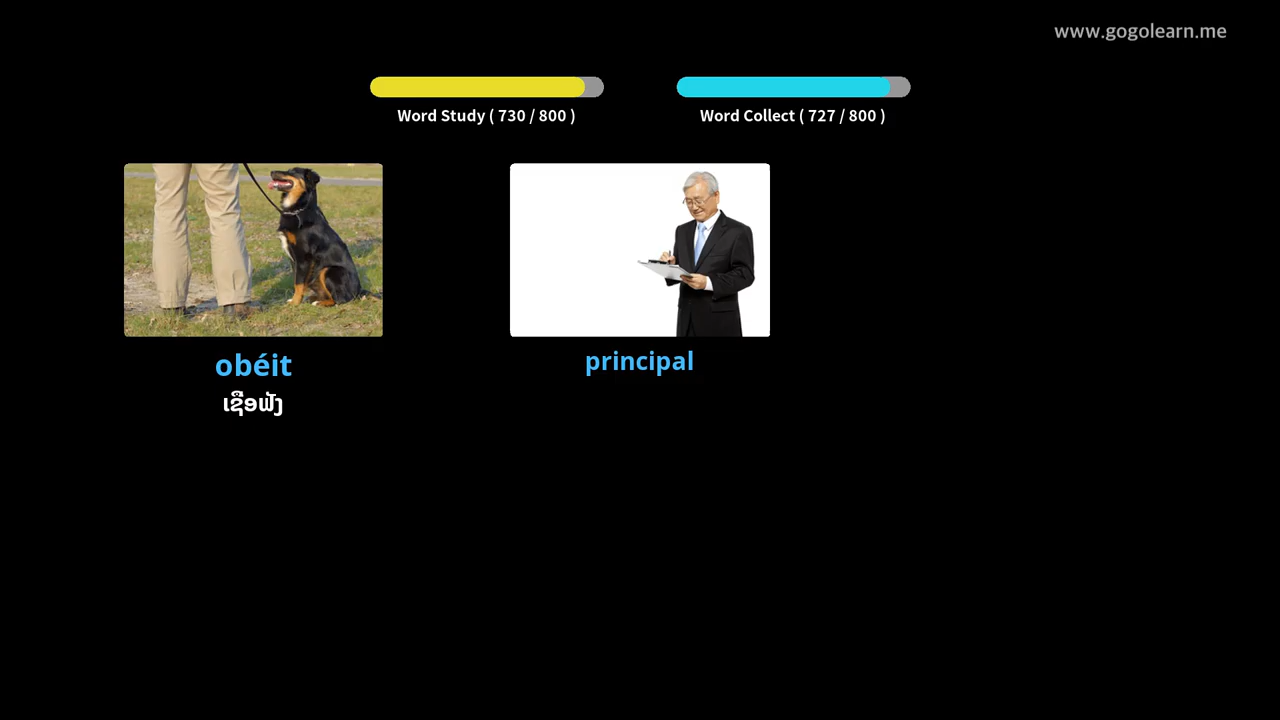 www.gogolearn.me
Word Study ( 730 / 800 )
Word Collect ( 727 / 800 )
obéit
ເຊື່ອຟັງ
principal